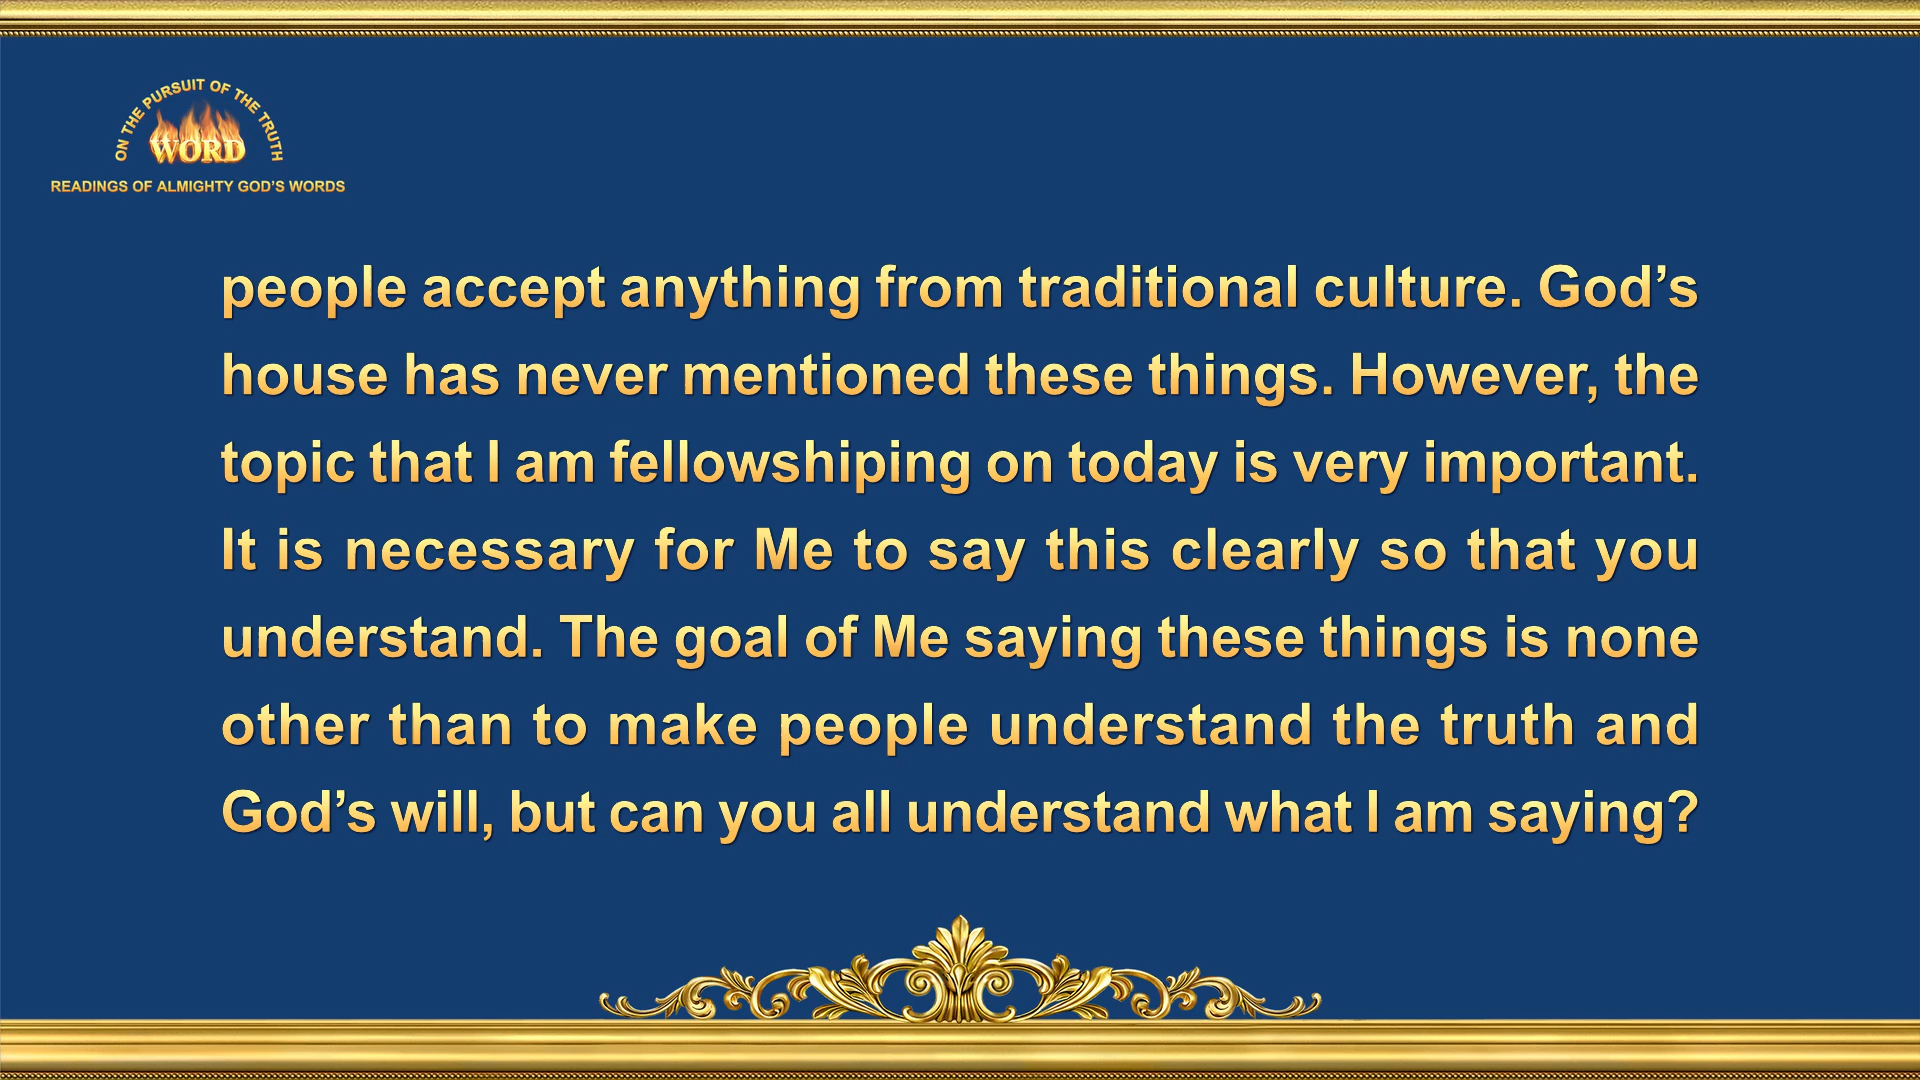 ON THE PURSUIT OF THE TRUTH
WORD
READINGS OF ALMIGHTY GOD’S WORDS
people accept anything from traditional culture. God’s
house has never mentioned these things. However, the
topic that I am fellowshiping on today is very important.
It is necessary for Me to say this clearly so that you
understand. The goal of Me saying these things is none
other than to make people understand the truth and
God’s will, but can you all understand what I am saying?